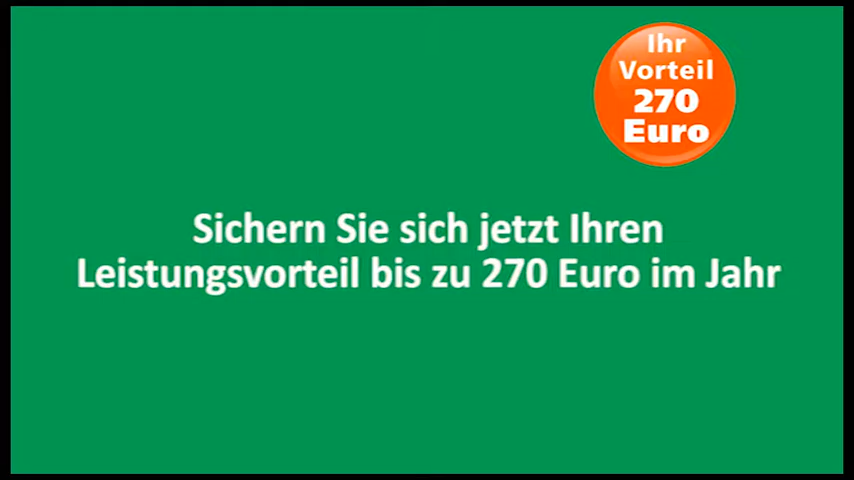 Ihr
Vorteil
270
Euro
Sichern Sie sich jetzt Ihren
Leistungsvorteil bis zu 270 Euro im Jahr